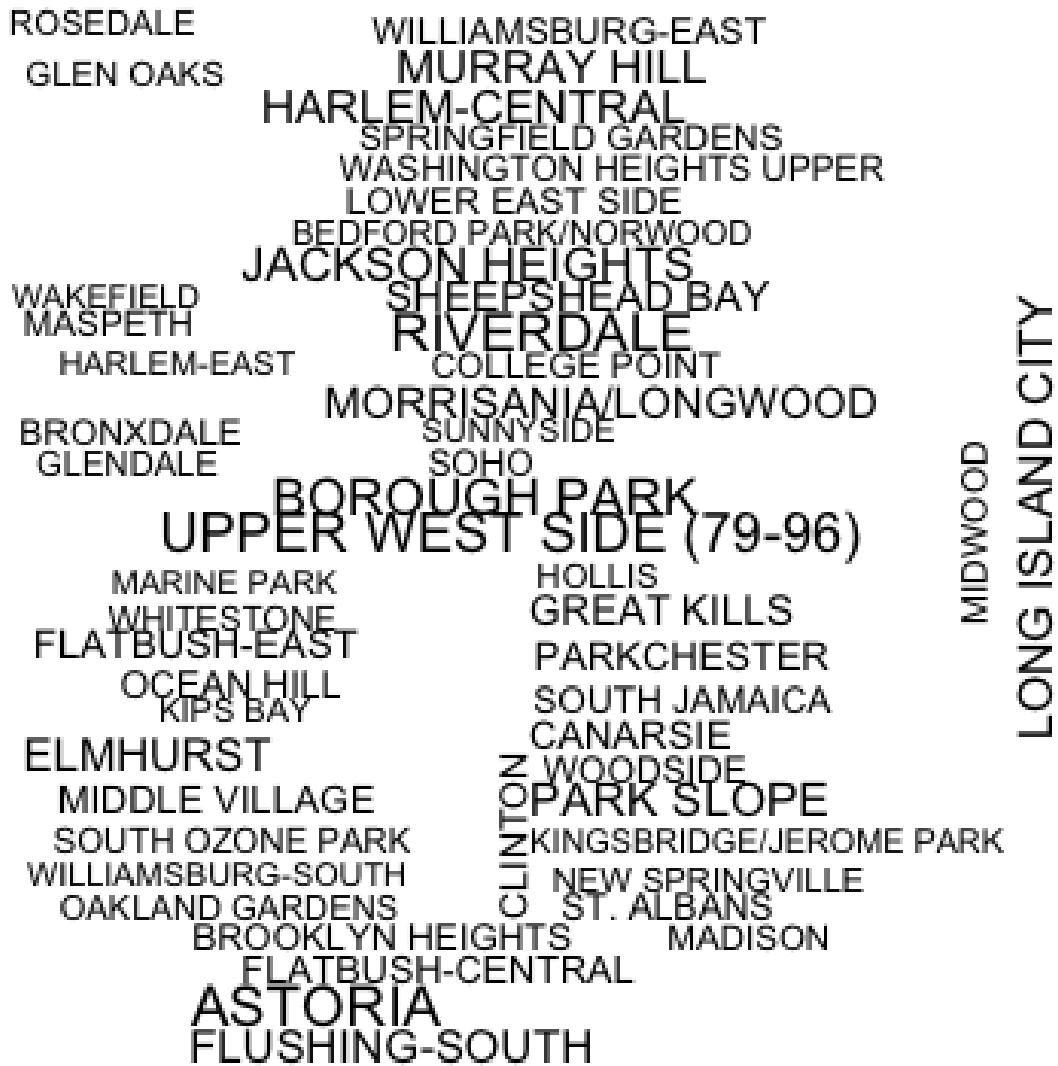 ROSEDALE
WILLIAMSBURG-EAST
GLEN OAKS
MURRAY HILL
HARLEM-CENTRAL
SPRINGFIELD GARDENS
WASHINGTON HEIGHTS UPPER
LOWER EAST SIDE
BEDFORD PARK/NORWOOD
JACKSON HEIGHTS
WAKEFIELD
SHEEPSHEAD BAY
MASPETH
RIVERDALE
HARLEM-EAST
COLLEGE POINT
MORRISANIA/LONGWOOD
BRONXDALE
SUNNYSIDE
GLENDALE
SOHO
BOROUGH PARK
UPPER WEST SIDE (79-96)
MIDWOOD
LONG ISLAND CITY
MARINE PARK
HOLLIS
WHITESTONE
GREAT KILLS
FLATBUSH-EAST
PARKCHESTER
OCEAN HILL
SOUTH JAMAICA
KIPS BAY
CANARSIE
ELMHURST
WOODSIDE
MIDDLE VILLAGE
PARK SLOPE
CLINTON
SOUTH OZONE PARK
KINGSBRIDGE/JEROME PARK
WILLIAMSBURG-SOUTH
NEW SPRINGVILLE
OAKLAND GARDENS
ST. ALBANS
BROOKLYN HEIGHTS
MADISON
FLATBUSH-CENTRAL
ASTORIA
FLUSHING-SOUTH